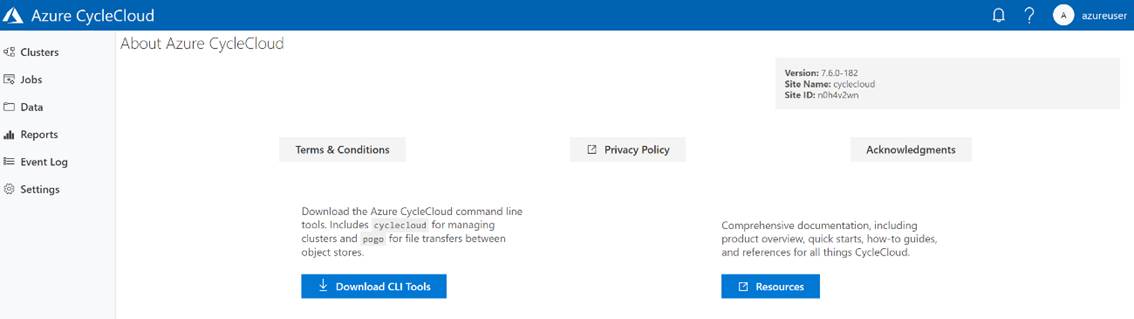 Azure CycleCloud
A
azureuser
Clusters
Jobs
Data
Reports
Event Log
Settings
About Azure CycleCloud
Version: 7.6.0-182
Site Name: cyclecloud
Site ID: n0h4v2wn
Terms & Conditions
Privacy Policy
Acknowledgments
Download the Azure CycleCloud command line
tools. Includes cyclecloud for managing
clusters and pogo for file transfers between
object stores.
Download CLI Tools
Comprehensive documentation, including
product overview, quick starts, how-to guides,
and references for all things CycleCloud.
Resources